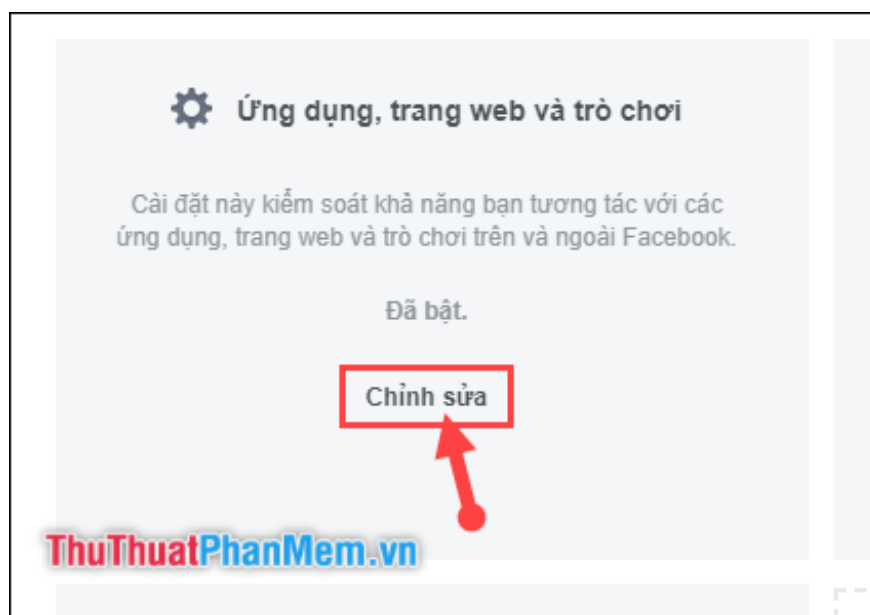 Ứng dụng, trang web và trò chơi
Cài đặt này kiểm soát khả năng bạn tương tác với các
ứng dụng, trang web và trò chơi trên và ngoài Facebook.
Đã bật.
Chỉnh sửa
ThuThuatPhanMem.vn